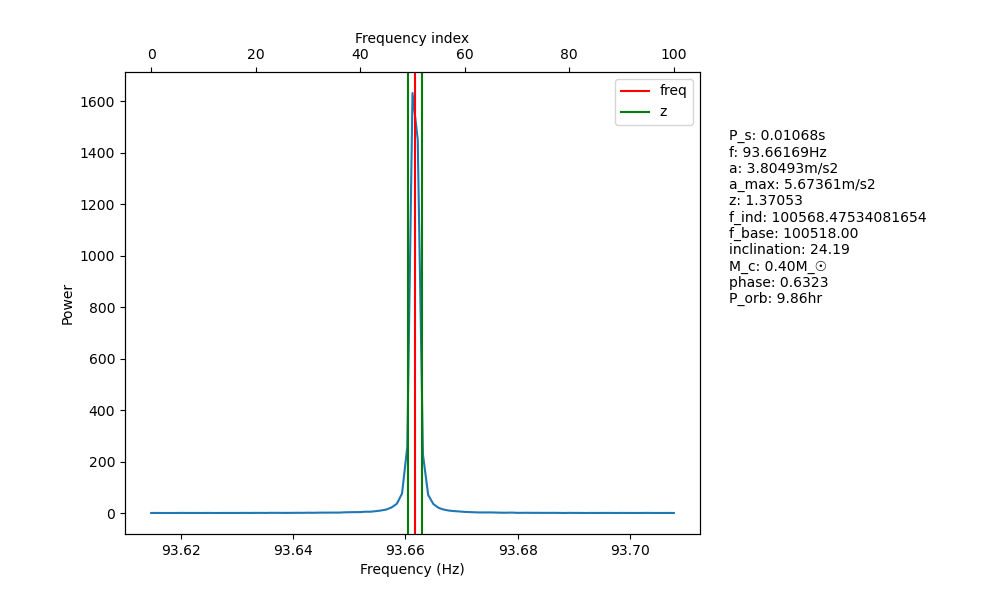 Frequency index
0 20 40 60 80 100
1600
1400
1200
1000
800
600
400
200
0
Power
freq
z
93.62 93.64 93.66 93.68 93.70
Frequency (Hz)
P_s: 0.01068s
f: 93.66169Hz
a: 3.80493m/s2
a_max: 5.67361m/s2
z: 1.37053
f_ind: 100568.47534081654
f_base: 100518.00
inclination: 24.19
M_c: 0.40M_☉
phase: 0.6323
P_orb: 9.86hr